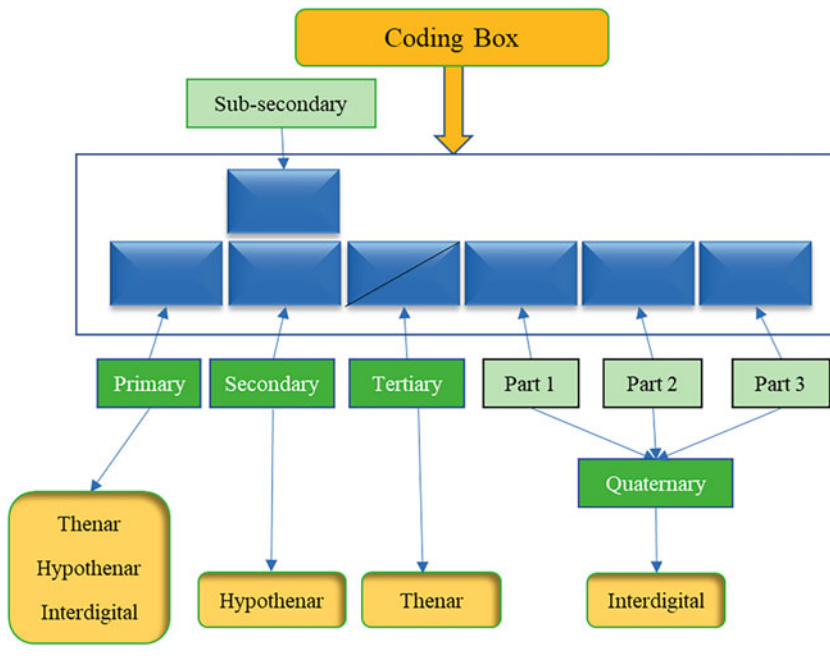 Coding Box
Sub-secondary
Primary
Secondary
Tertiary
Part 1
Part 2
Part 3
Quaternary
Thenar
Hypothenar
Interdigital
Hypothenar
Thenar
Interdigital